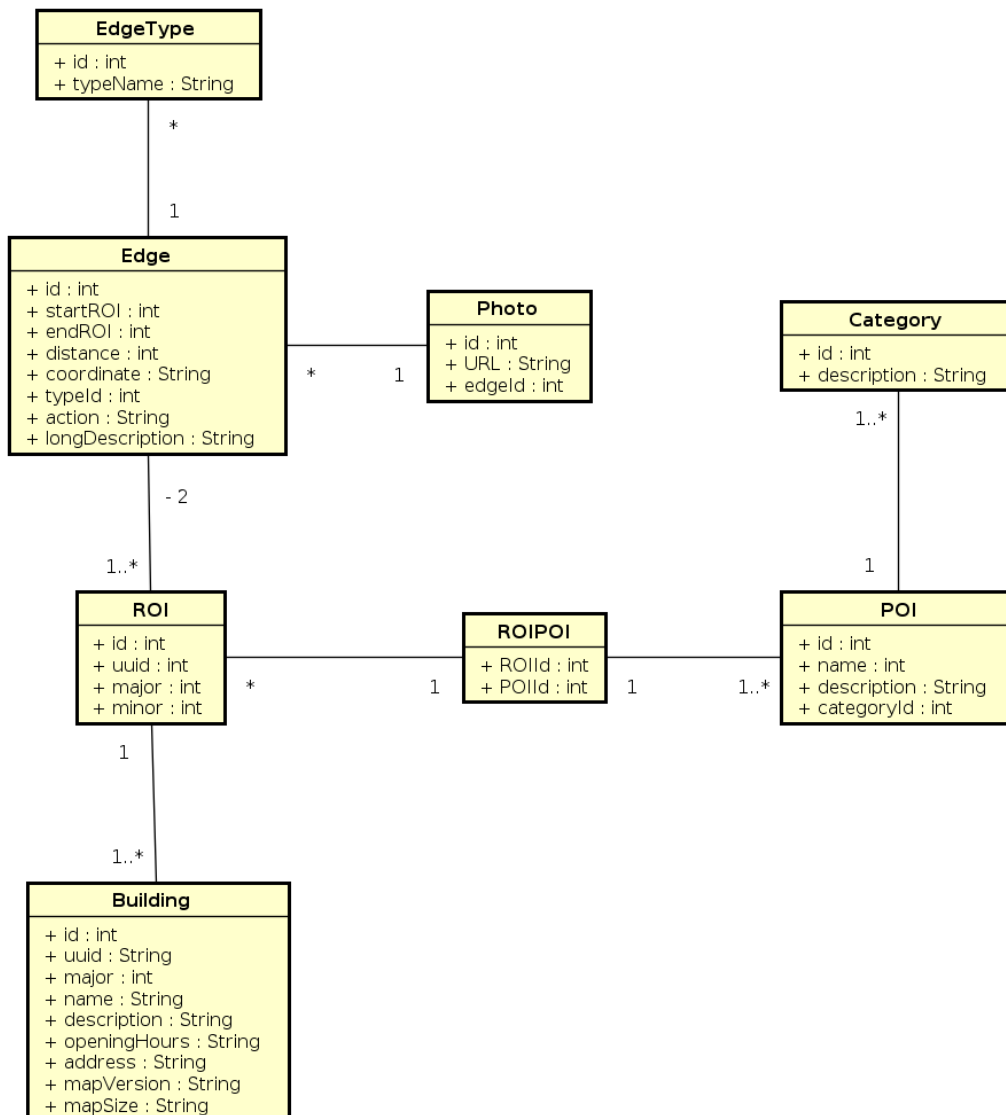 EdgeType
+ id : int
+ typeName : String
*
1
Edge
+ id : int
+ startROI : int
+ endROI : int
+ distance : int
+ coordinate : String
+ typeId : int
+ action : String
+ longDescription : String
*
1
Photo
+ id : int
+ URL : String
+ edgeId : int
Category
+ id : int
+ description : String
1..*
1
- 2
1..*
ROI
+ id : int
+ uuid : int
+ major : int
+ minor : int
*
1
ROIPOI
+ ROIId : int
+ POIId : int
1
1..*
POI
+ id : int
+ name : int
+ description : String
+ categoryId : int
1
1..*
Building
+ id : int
+ uuid : String
+ major : int
+ name : String
+ description : String
+ openingHours : String
+ address : String
+ mapVersion : String
+ mapSize : String